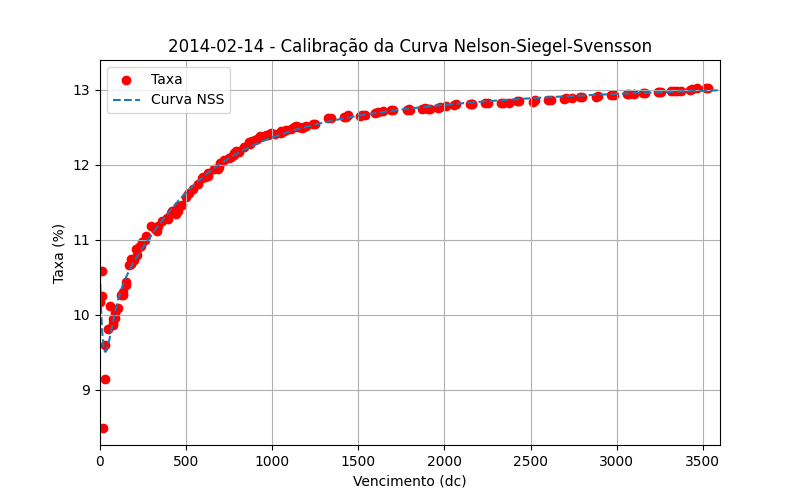 2014-02-14 - Calibração da Curva Nelson-Siegel-Svensson
Taxa
Curva NSS
Taxa (%)
13
12
11
10
9
0 500 1000 1500 2000 2500 3000 3500
Vencimento (dc)